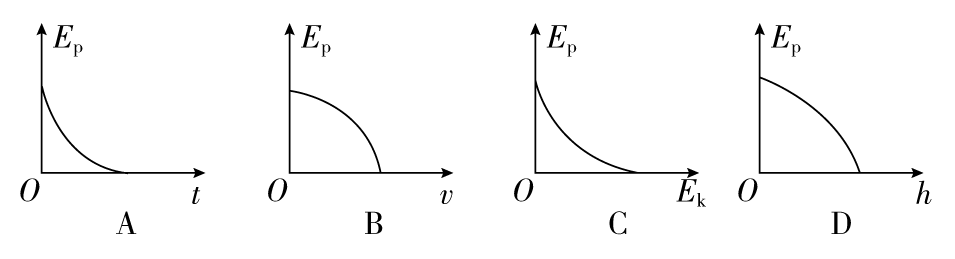 Eₚ Eₚ Eₚ Eₚ
O t O v O Eₖ O h
A B C D